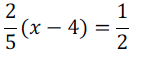 2/5 (x − 4) = 1/2